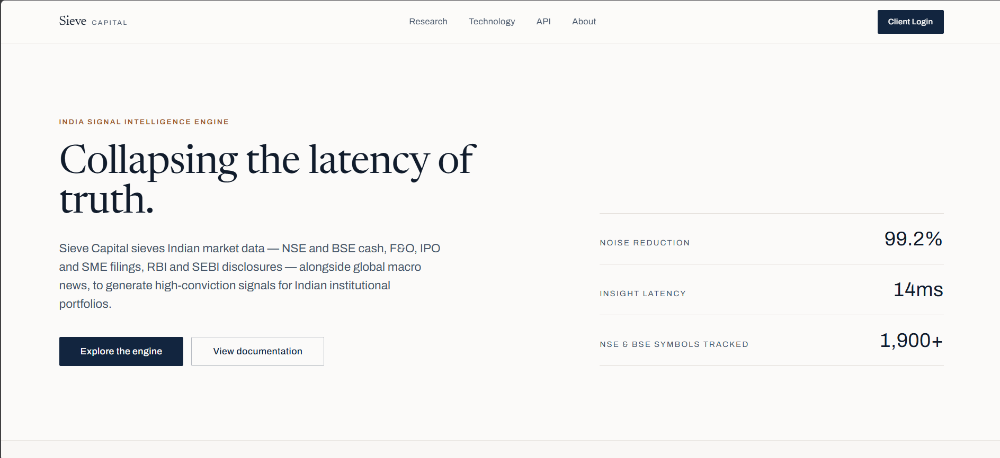 Sieve CAPITAL
Research
Technology
API
About
Client Login
INDIA SIGNAL INTELLIGENCE ENGINE
Collapsing the latency of
truth.
Sieve Capital sieves Indian market data — NSE and BSE cash, F&O, IPO
and SME filings, RBI and SEBI disclosures — alongside global macro
news, to generate high-conviction signals for Indian institutional
portfolios.
Explore the engine
View documentation
NOISE REDUCTION
99.2%
INSIGHT LATENCY
14ms
NSE & BSE SYMBOLS TRACKED
1,900+